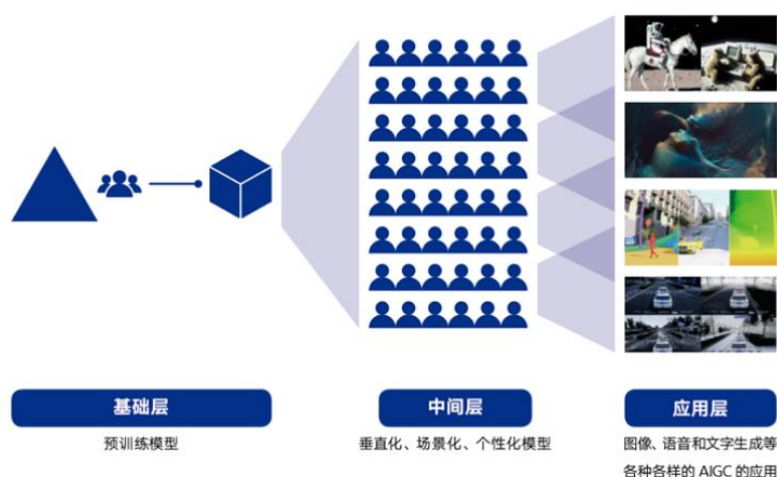 基础层
预训练模型
中间层
垂直化、场景化、个性化模型
应用层
图像、语音和文字生成等
各种各样的 AIGC 的应用